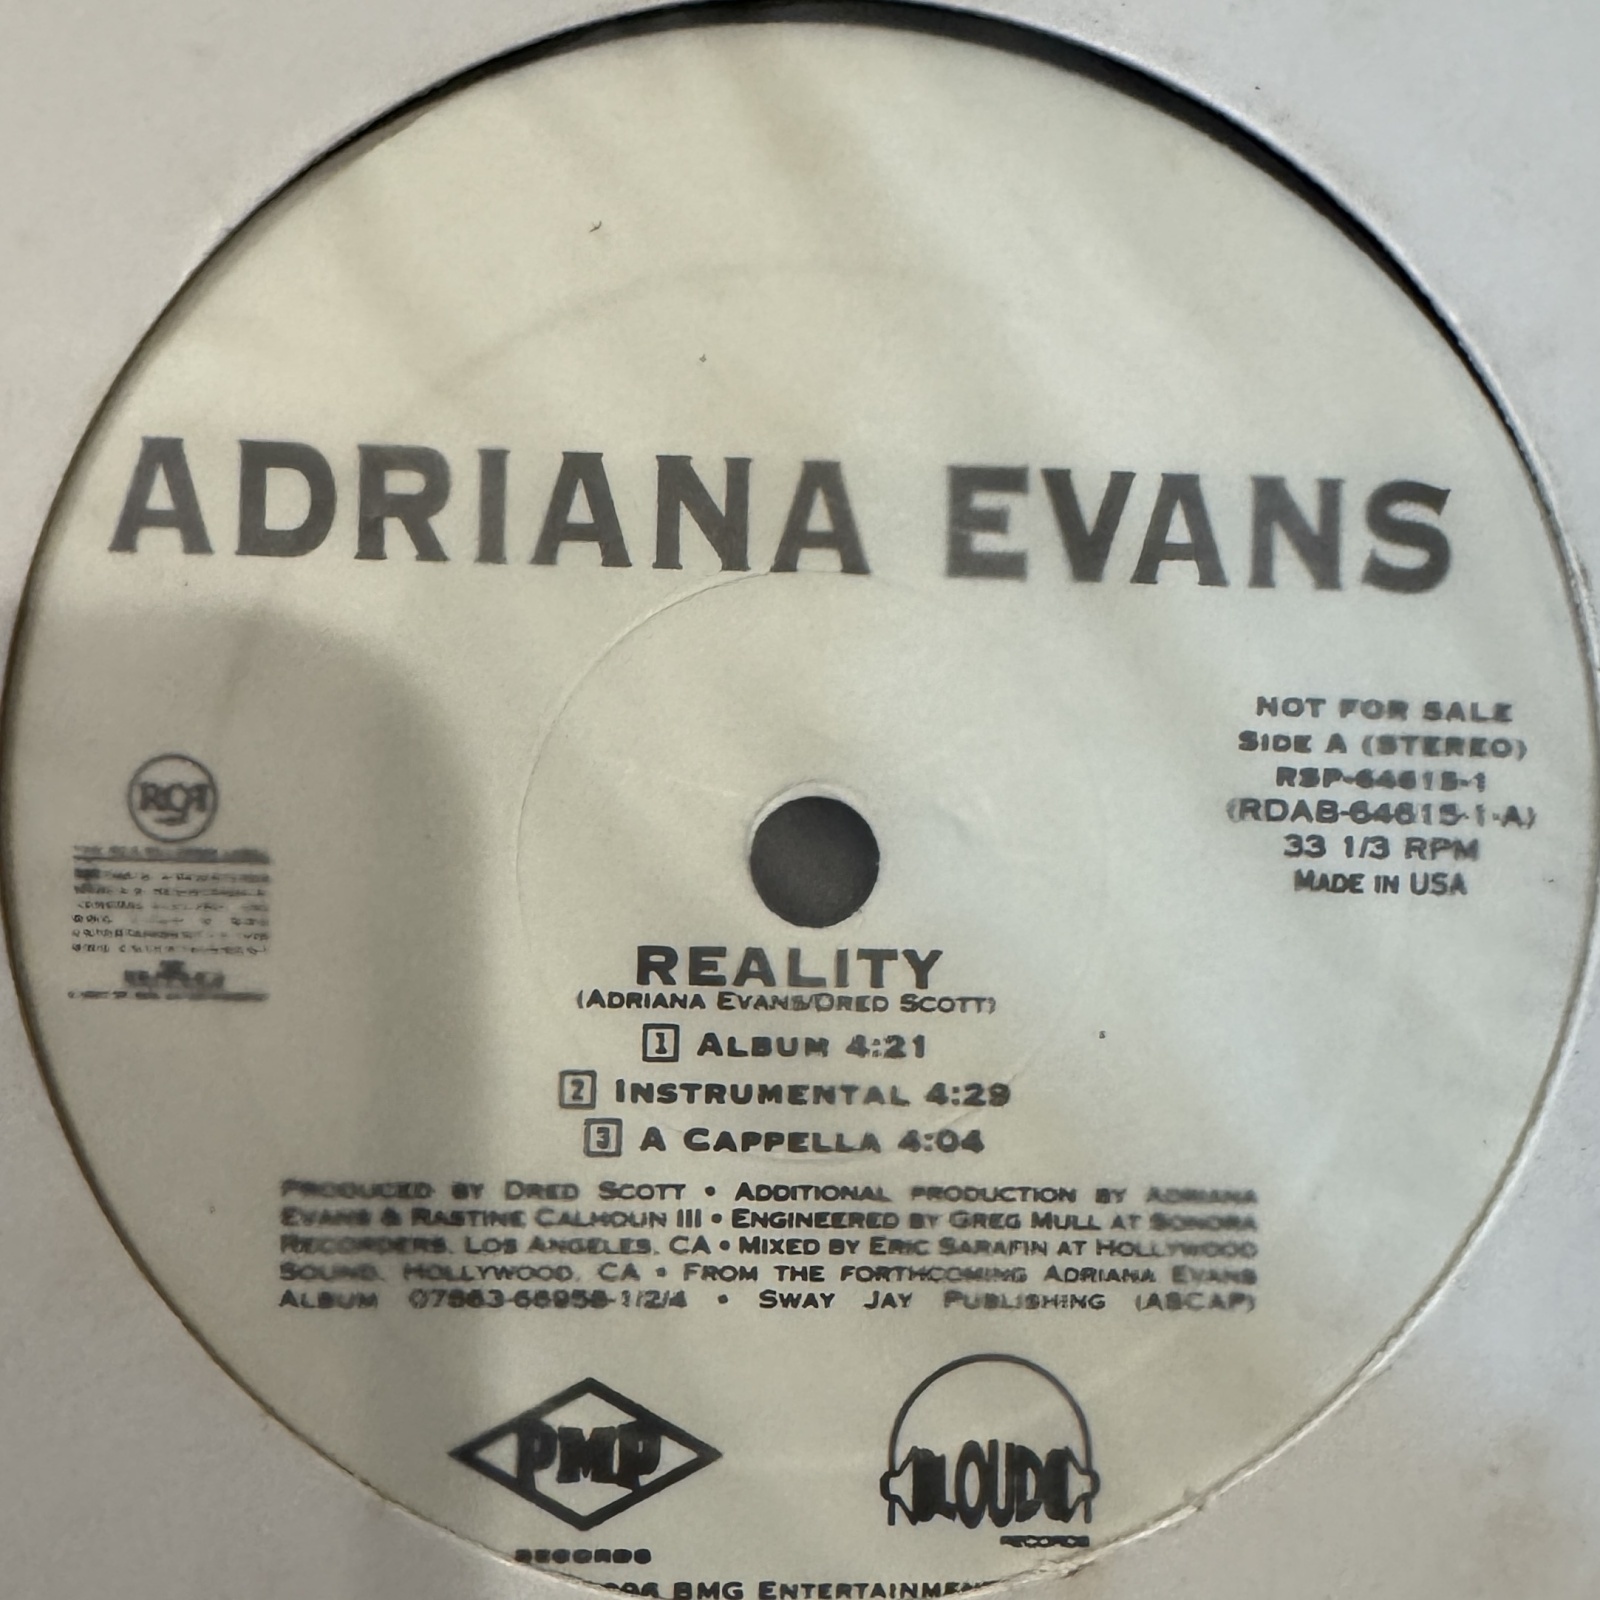 ADRIANA EVANS
NOT FOR SALE
SIDE A (STEREO)
RSP-64615-1
(RDAB-64615-1-A)
33 1/3 RPM
MADE IN USA
RCA
REALITY
(ADRIANA EVANS/DRED SCOTT)
1 ALBUM 4:21
2 INSTRUMENTAL 4:29
3 A CAPPELLA 4:04
PRODUCED BY DRED SCOTT • ADDITIONAL PRODUCTION BY ADRIANA
EVANS & RASTINE CALHOUN III • ENGINEERED BY GREG MULL AT SONORA
RECORDERS, LOS ANGELES, CA • MIXED BY ERIC SARAFIN AT HOLLYWOOD
SOUND, HOLLYWOOD, CA • FROM THE FORTHCOMING ADRIANA EVANS
ALBUM 07863-66958-1/2/4 • SWAY JAY PUBLISHING (ASCAP)
PMP
RECORDS
LOUD
RECORDS
BMG ENTERTAINMENT